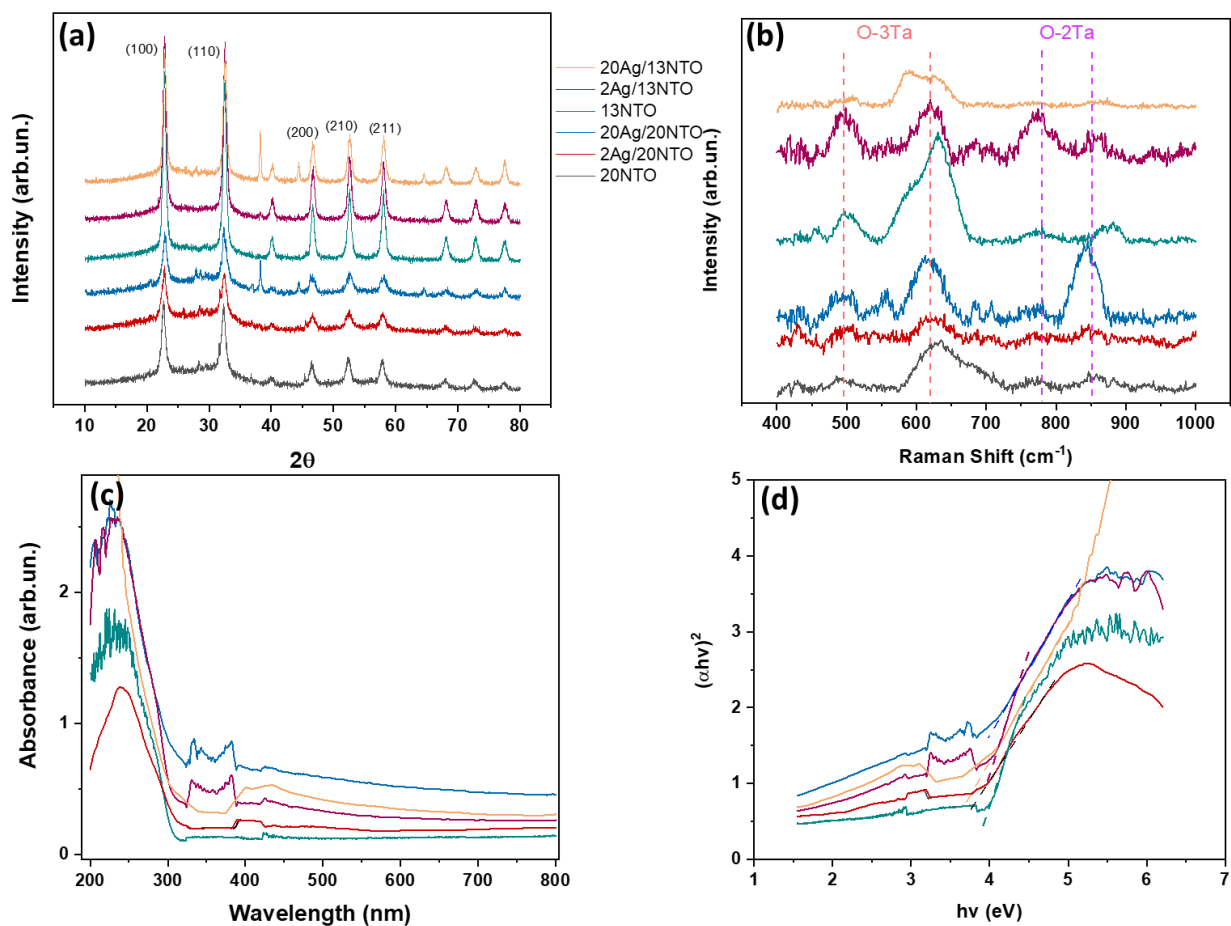 (a)
(100)
(110)
(200)
(210)
(211)
Intensity (arb.un.)
10 20 30 40 50 60 70 80
2θ
20Ag/13NTO
2Ag/13NTO
13NTO
20Ag/20NTO
2Ag/20NTO
20NTO
(b)
O-3Ta
O-2Ta
Intensity (arb.un.)
400 500 600 700 800 900 1000
Raman Shift (cm⁻¹)
(c)
Absorbance (arb.un.)
2
1
0
200 300 400 500 600 700 800
Wavelength (nm)
(d)
(αhν)²
5
4
3
2
1
0
1 2 3 4 5 6 7
hν (eV)